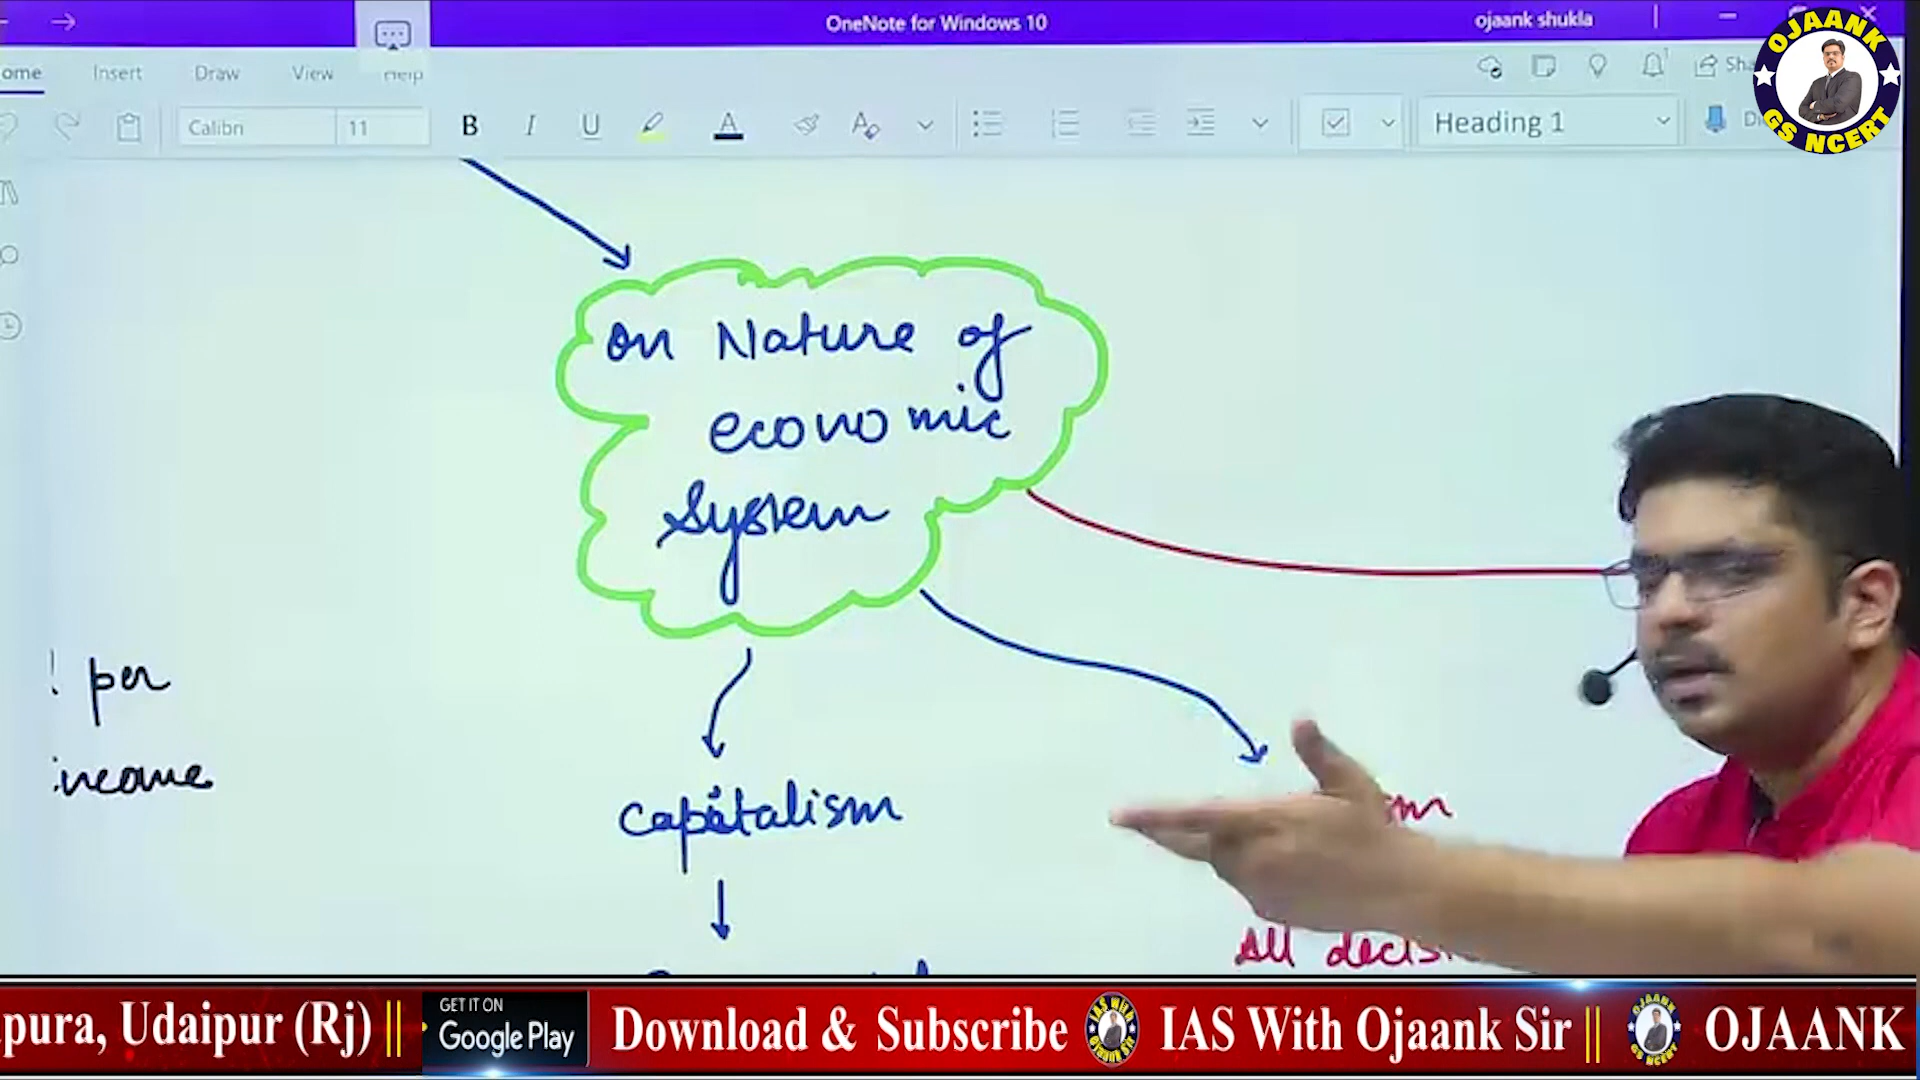 OneNote for Windows 10
ojaank shukla
Insert
Draw
View
Help
Calibri
11
B
I
U
A
Heading 1
OJAANK
GS NCERT
On Nature of
economic
System
per
income
capitalism
All
pura, Udaipur (Rj) ||
GET IT ON
Google Play
Download & Subscribe
IAS With Ojaank Sir ||
OJAANK